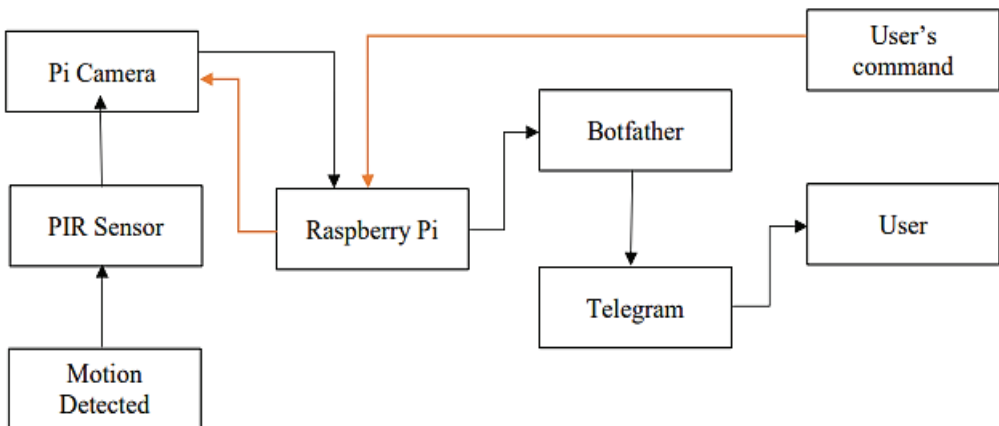 Pi Camera
User's
command
Botfather
PIR Sensor
Raspberry Pi
User
Telegram
Motion
Detected